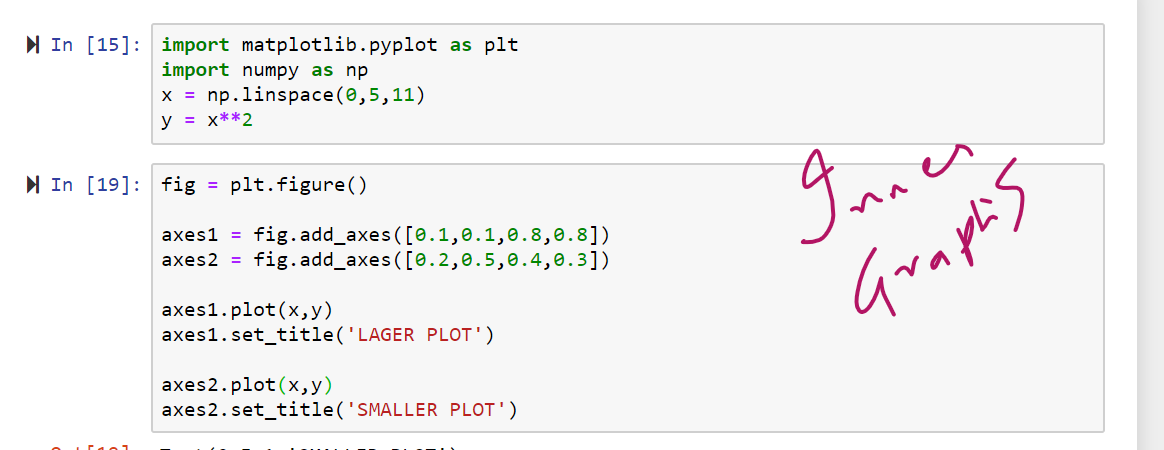 In [15]:
import matplotlib.pyplot as plt
import numpy as np
x = np.linspace(0,5,11)
y = x**2
In [19]:
fig = plt.figure()
axes1 = fig.add_axes([0.1,0.1,0.8,0.8])
axes2 = fig.add_axes([0.2,0.5,0.4,0.3])
axes1.plot(x,y)
axes1.set_title('LAGER PLOT')
axes2.plot(x,y)
axes2.set_title('SMALLER PLOT')
Inner
Graphs